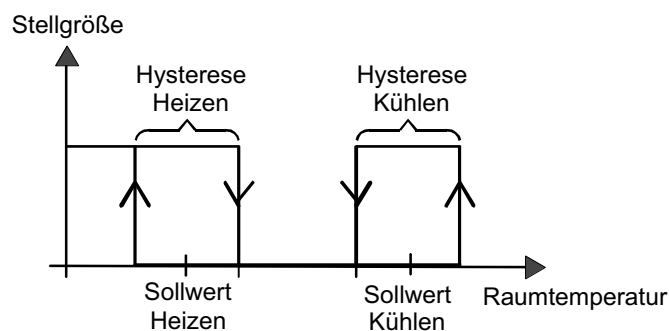 Stellgröße
Hysterese
Heizen
Hysterese
Kühlen
Sollwert
Heizen
Sollwert
Kühlen
Raumtemperatur